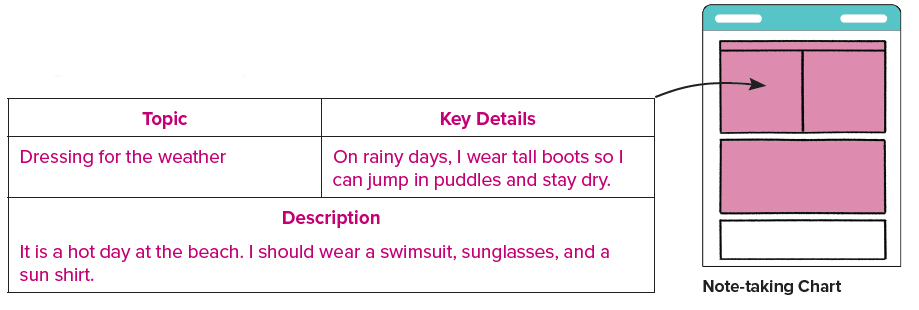 Topic
Key Details
Dressing for the weather
On rainy days, I wear tall boots so I
can jump in puddles and stay dry.
Description
It is a hot day at the beach. I should wear a swimsuit, sunglasses, and a
sun shirt.
Note-taking Chart